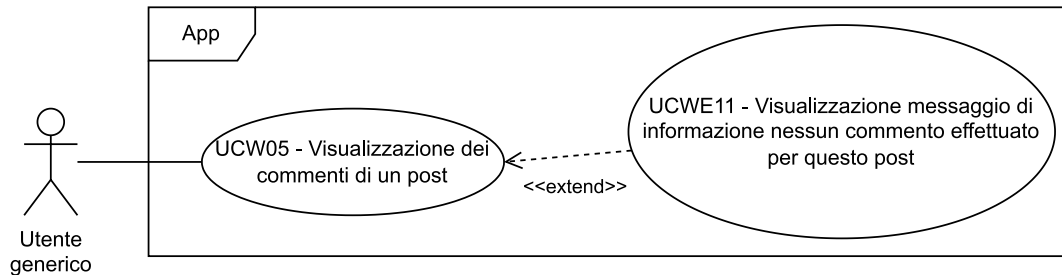 App
UCW05 - Visualizzazione dei
commenti di un post
<<extend>>
UCWE11 - Visualizzazione messaggio di
informazione nessun commento effettuato
per questo post
Utente
generico